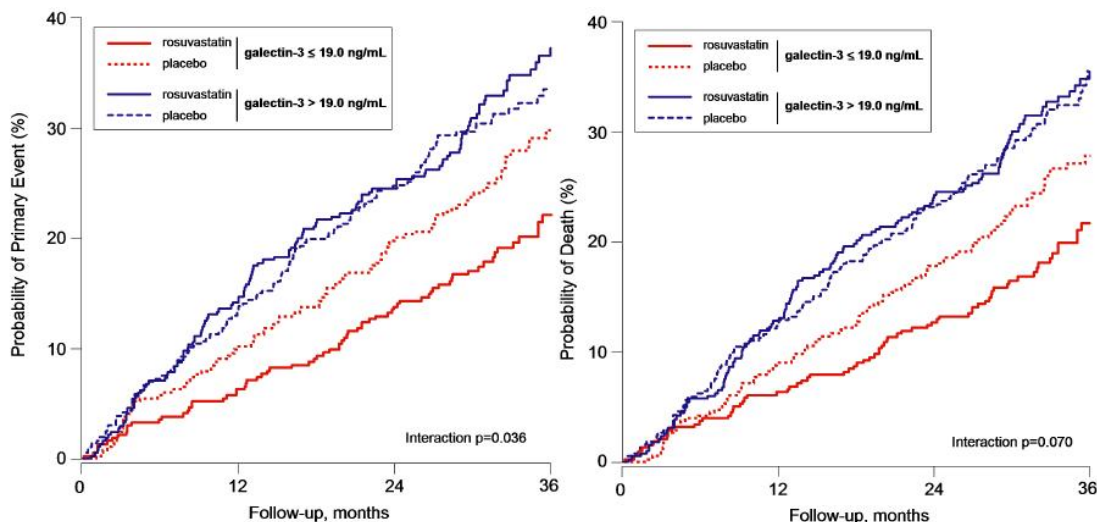 40
Probability of Primary Event (%)
rosuvastatin
galectin-3 ≤ 19.0 ng/mL
placebo
rosuvastatin
galectin-3 > 19.0 ng/mL
placebo
30
20
10
0
Interaction p=0.036
0 12 24 36
Follow-up, months
40
Probability of Death (%)
rosuvastatin
galectin-3 ≤ 19.0 ng/mL
placebo
rosuvastatin
galectin-3 > 19.0 ng/mL
placebo
30
20
10
0
Interaction p=0.070
0 12 24 36
Follow-up, months